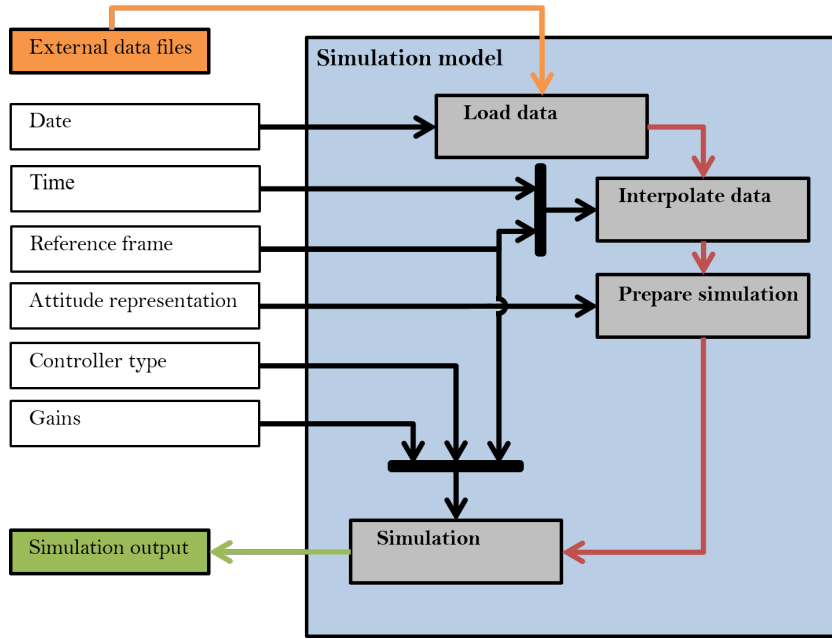 External data files
Simulation model
Date
Load data
Time
Interpolate data
Reference frame
Attitude representation
Prepare simulation
Controller type
Gains
Simulation output
Simulation